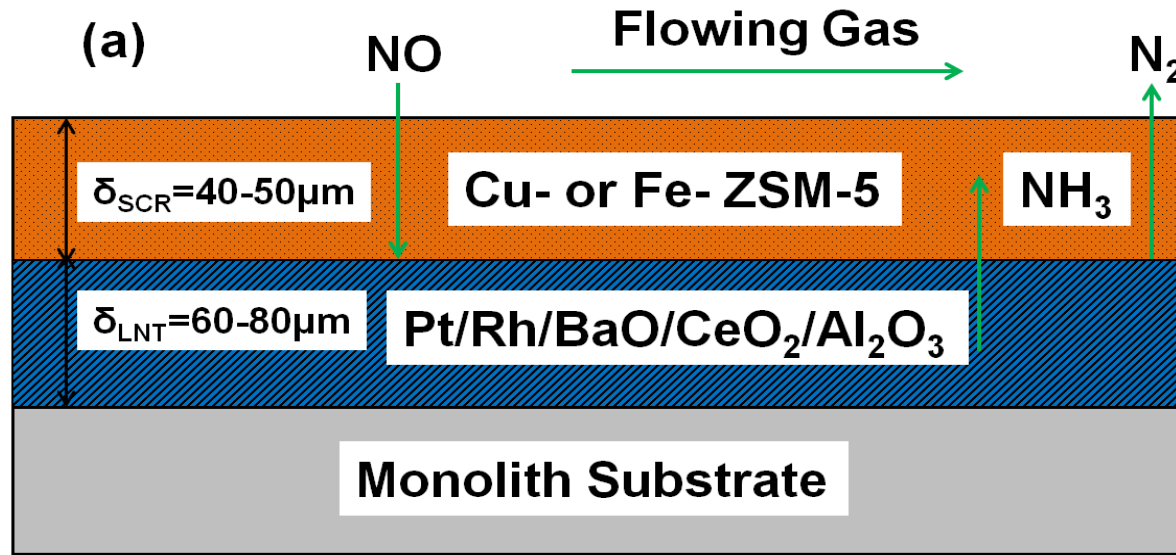 (a)
NO
Flowing Gas
N₂
δSCR=40-50μm
Cu- or Fe- ZSM-5
NH₃
δLNT=60-80μm
Pt/Rh/BaO/CeO₂/Al₂O₃
Monolith Substrate